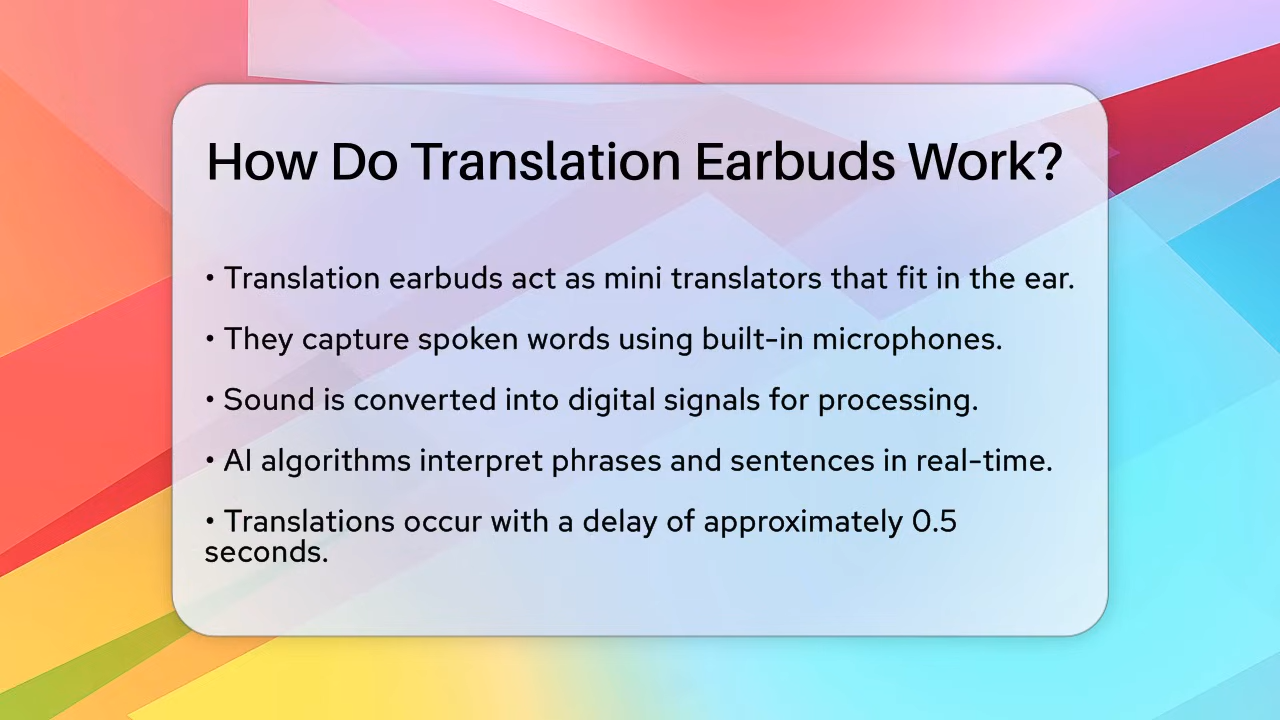 How Do Translation Earbuds Work?
• Translation earbuds act as mini translators that fit in the ear.
• They capture spoken words using built-in microphones.
• Sound is converted into digital signals for processing.
• AI algorithms interpret phrases and sentences in real-time.
• Translations occur with a delay of approximately 0.5
seconds.